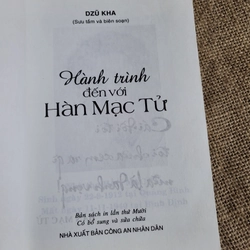 DZŨ KHA
(Sưu tầm và biên soạn)
Hành trình
đến với
Hàn Mạc Tử
Bản sách in lần thứ Mười
Có bổ sung và sửa chữa
NHÀ XUẤT BẢN CÔNG AN NHÂN DÂN